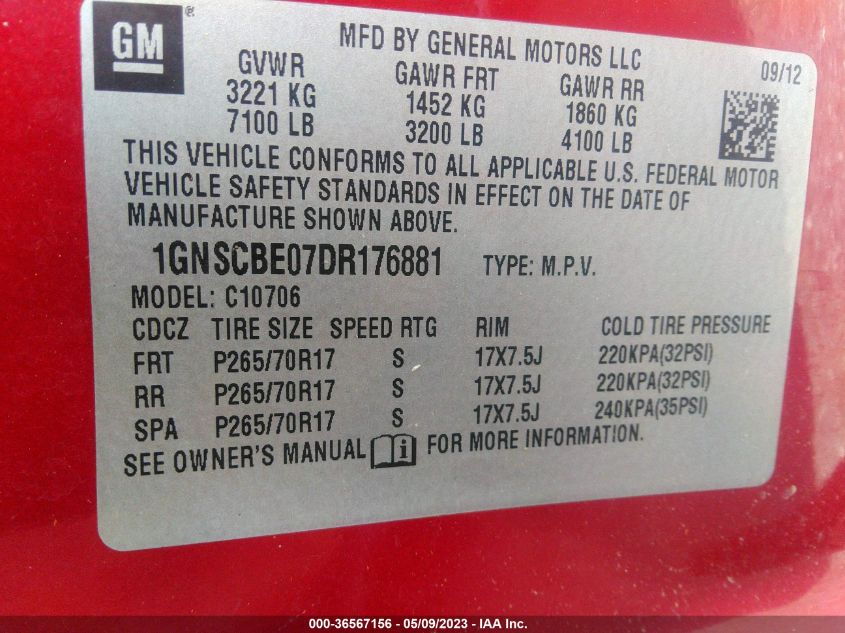 GM
MFD BY GENERAL MOTORS LLC
09/12
GVWR GAWR FRT GAWR RR
3221 KG 1452 KG 1860 KG
7100 LB 3200 LB 4100 LB
THIS VEHICLE CONFORMS TO ALL APPLICABLE U.S. FEDERAL MOTOR
VEHICLE SAFETY STANDARDS IN EFFECT ON THE DATE OF
MANUFACTURE SHOWN ABOVE.
1GNSCBE07DR176881 TYPE: M.P.V.
MODEL: C10706
CDCZ TIRE SIZE SPEED RTG RIM COLD TIRE PRESSURE
FRT P265/70R17 S 17X7.5J 220KPA(32PSI)
RR P265/70R17 S 17X7.5J 220KPA(32PSI)
SPA P265/70R17 S 17X7.5J 240KPA(35PSI)
SEE OWNER'S MANUAL i FOR MORE INFORMATION.
000-36567156 - 05/09/2023 - IAA Inc.